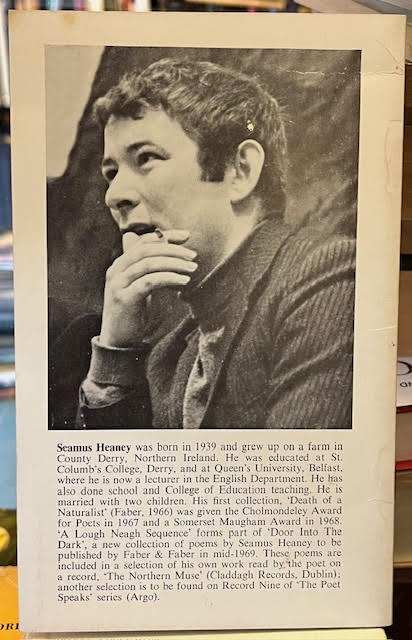 Seamus Heaney was born in 1939 and grew up on a farm in
County Derry, Northern Ireland. He was educated at St.
Columb's College, Derry, and at Queen's University, Belfast,
where he is now a lecturer in the English Department. He has
also done school and College of Education teaching. He is
married with two children. His first collection, 'Death of a
Naturalist' (Faber, 1966) was given the Cholmondeley Award
for Poets in 1967 and a Somerset Maugham Award in 1968.
'A Lough Neagh Sequence' forms part of 'Door Into The
Dark', a new collection of poems by Seamus Heaney to be
published by Faber & Faber in mid-1969. These poems are
included in a selection of his own work read by the poet on
a record, 'The Northern Muse' (Claddagh Records, Dublin);
another selection is to be found on Record Nine of 'The Poet
Speaks' series (Argo).